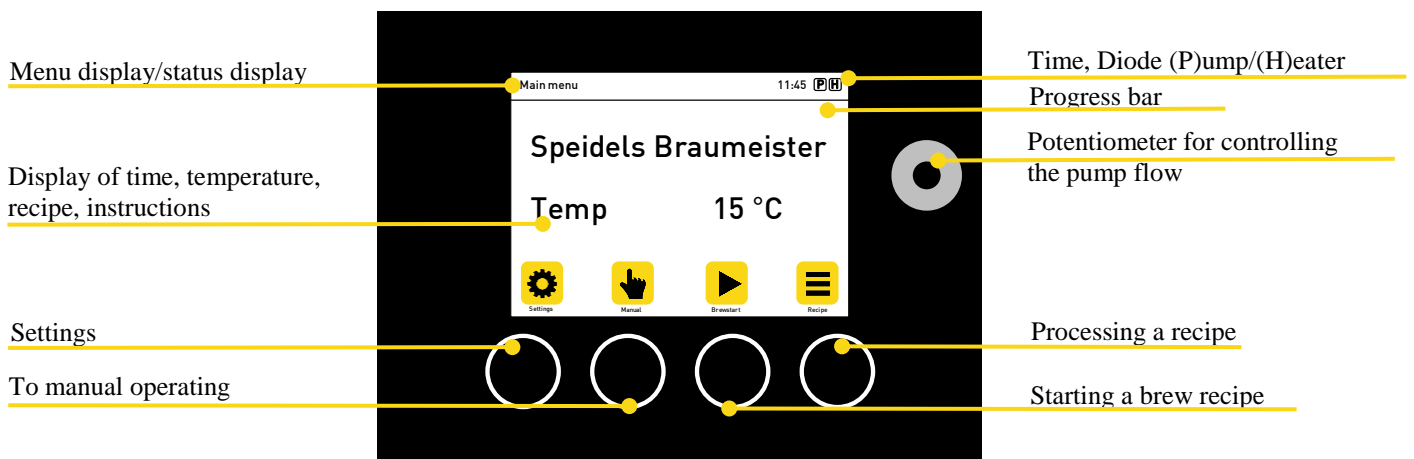 Menu display/status display
Time, Diode (P)ump/(H)eater
Main menu
11:45 P H
Progress bar
Speidels Braumeister
Potentiometer for controlling
the pump flow
Display of time, temperature,
recipe, instructions
Temp 15 °C
Settings
Manual
Brewstart
Recipe
Settings
Processing a recipe
To manual operating
Starting a brew recipe